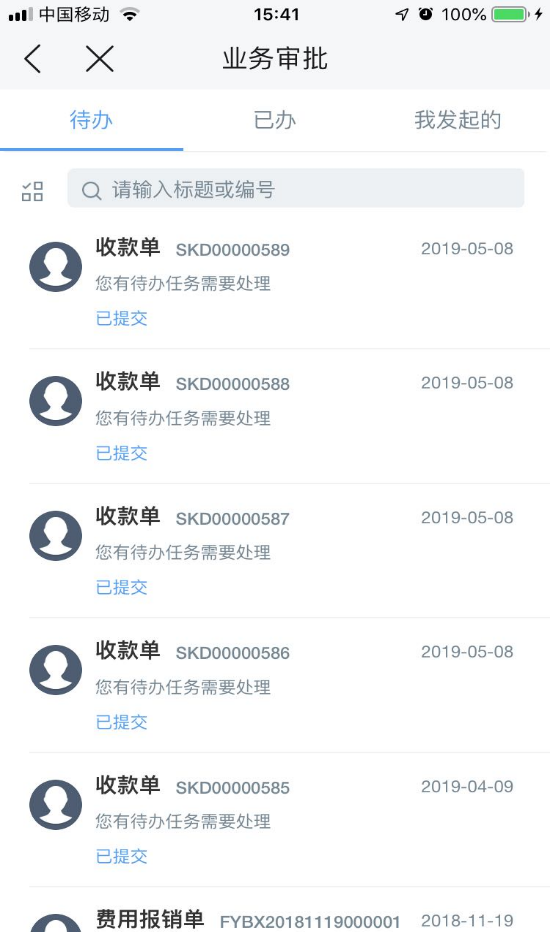 中国移动 15:41 100%
业务审批
待办 已办 我发起的
请输入标题或编号
收款单 SKD00000589 2019-05-08
您有待办任务需要处理
已提交
收款单 SKD00000588 2019-05-08
您有待办任务需要处理
已提交
收款单 SKD00000587 2019-05-08
您有待办任务需要处理
已提交
收款单 SKD00000586 2019-05-08
您有待办任务需要处理
已提交
收款单 SKD00000585 2019-04-09
您有待办任务需要处理
已提交
费用报销单 FYBX20181119000001 2018-11-19